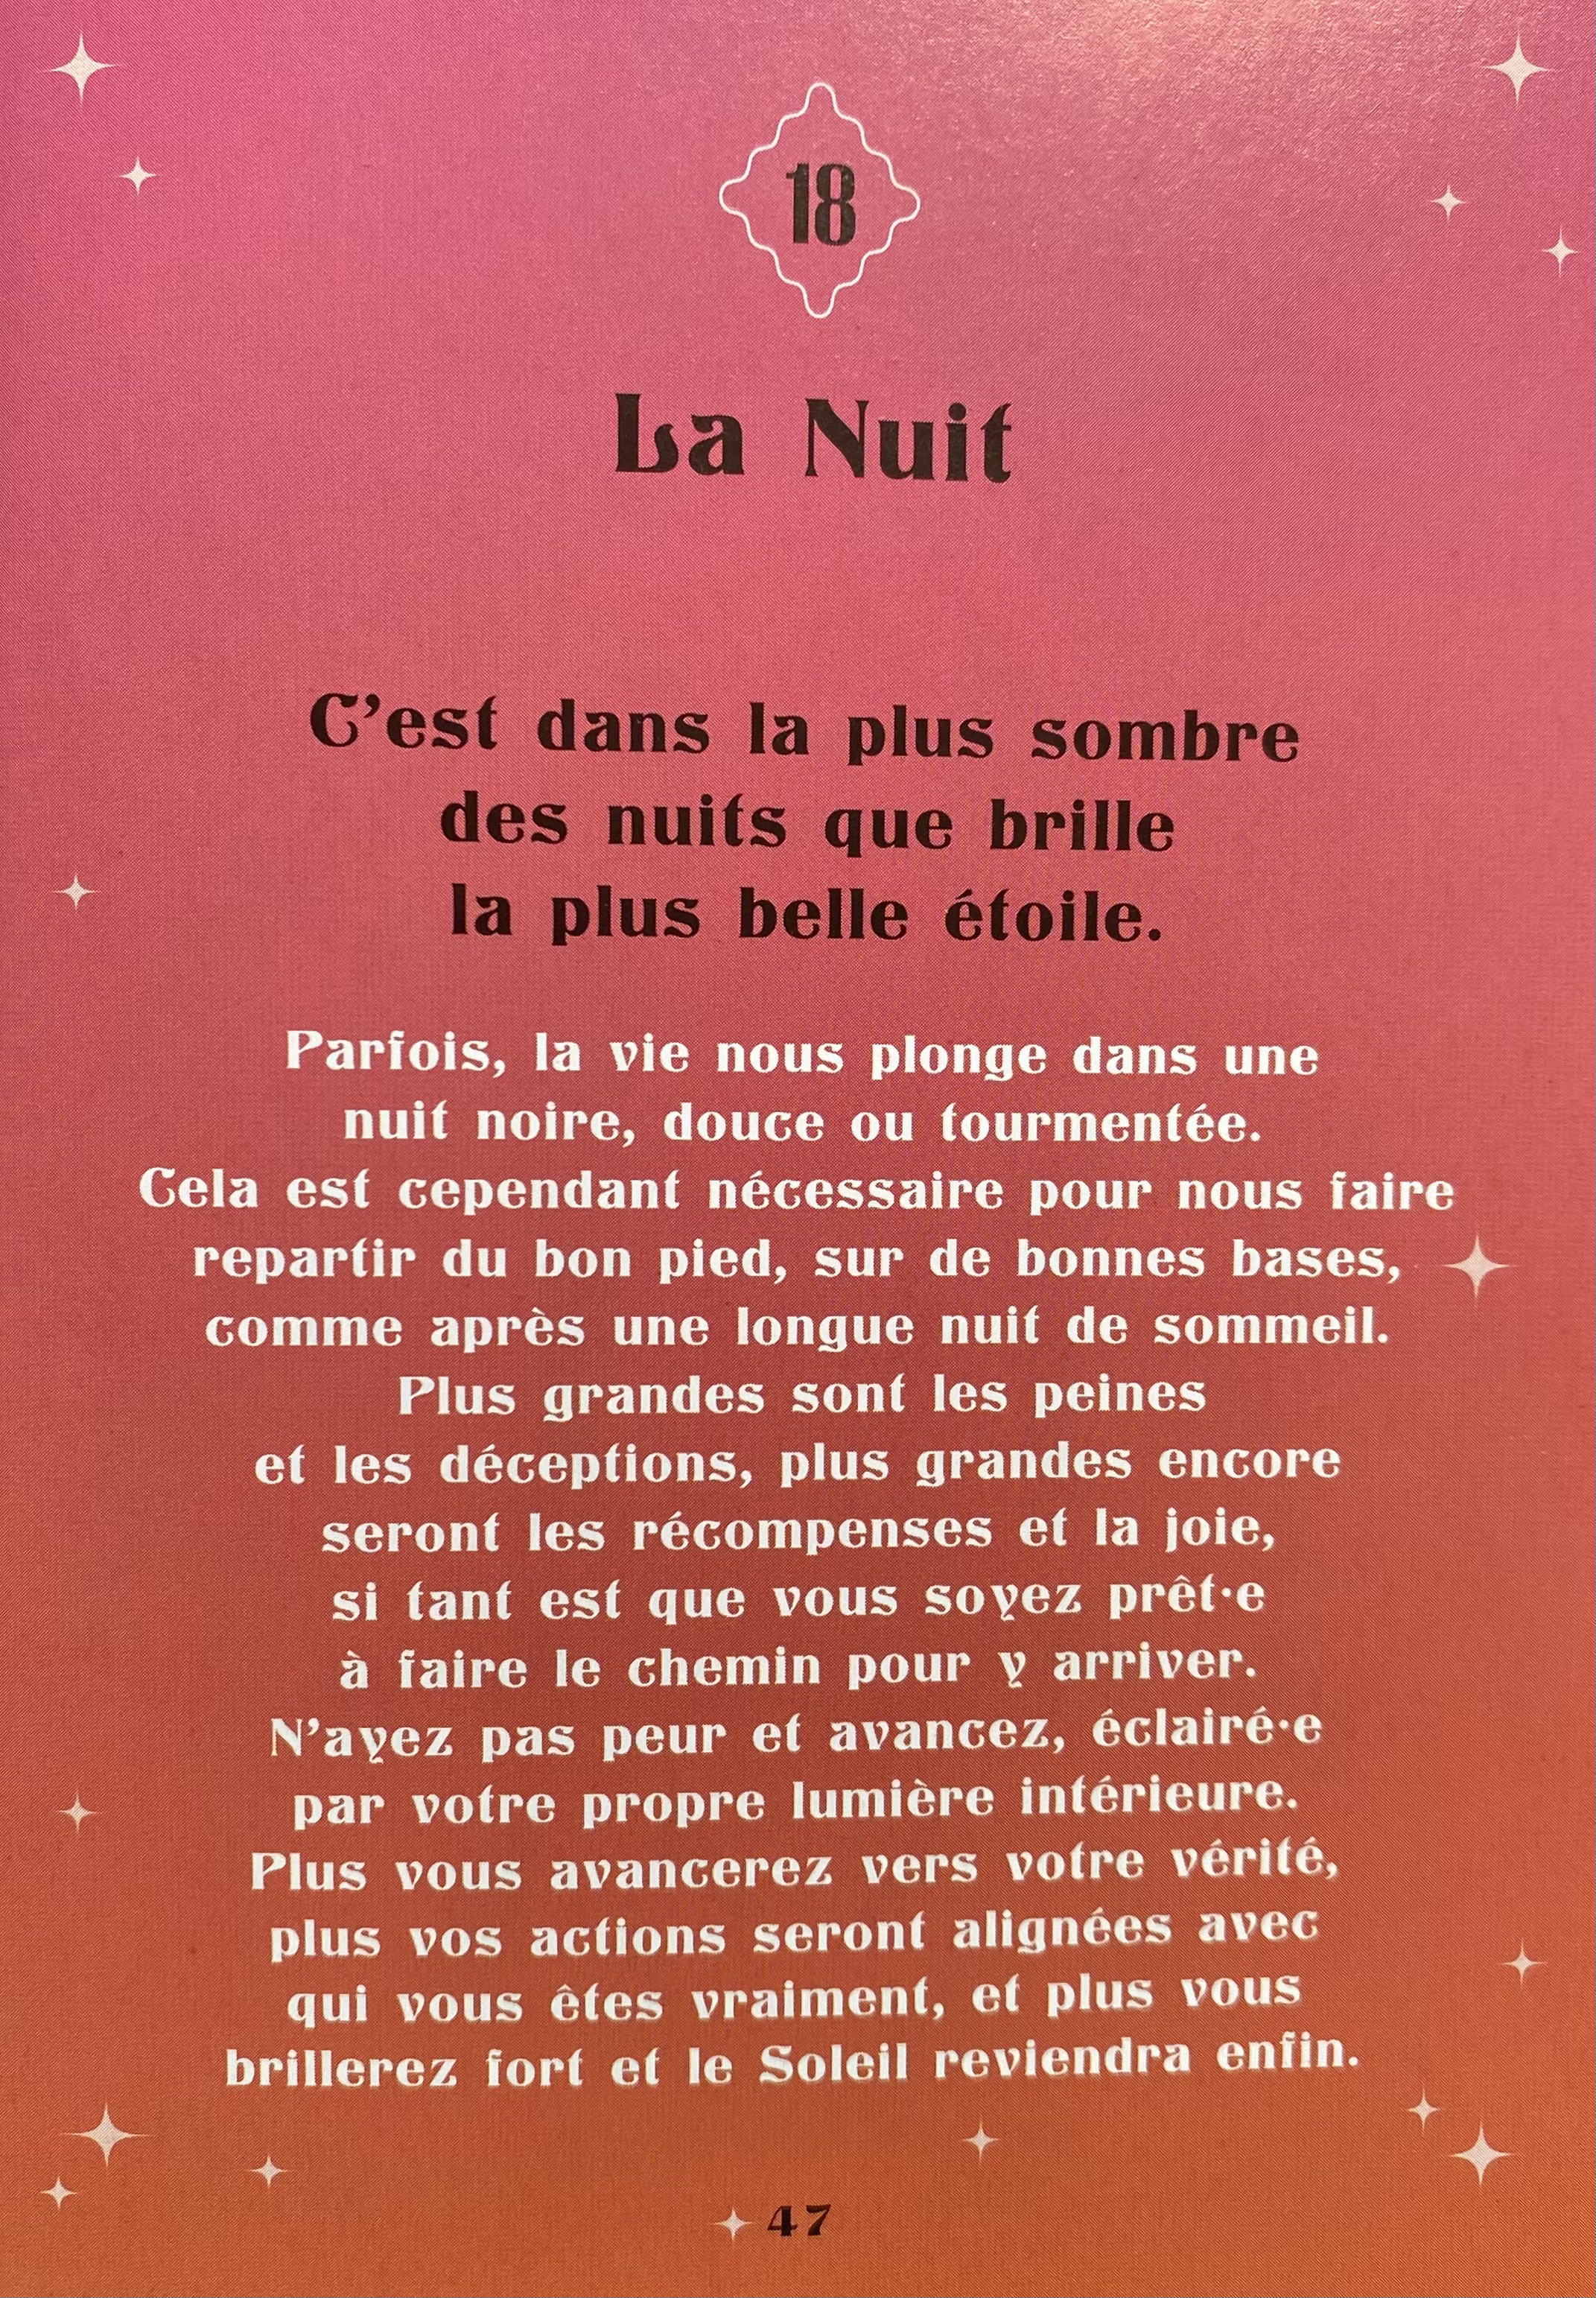 18
La Nuit
C'est dans la plus sombre
des nuits que brille
la plus belle étoile.
Parfois, la vie nous plonge dans une
nuit noire, douce ou tourmentée.
Cela est cependant nécessaire pour nous faire
repartir du bon pied, sur de bonnes bases,
comme après une longue nuit de sommeil.
Plus grandes sont les peines
et les déceptions, plus grandes encore
seront les récompenses et la joie,
si tant est que vous soyez prêt·e
à faire le chemin pour y arriver.
N'ayez pas peur et avancez, éclairé·e
par votre propre lumière intérieure.
Plus vous avancerez vers votre vérité,
plus vos actions seront alignées avec
qui vous êtes vraiment, et plus vous
brillerez fort et le Soleil reviendra enfin.
47